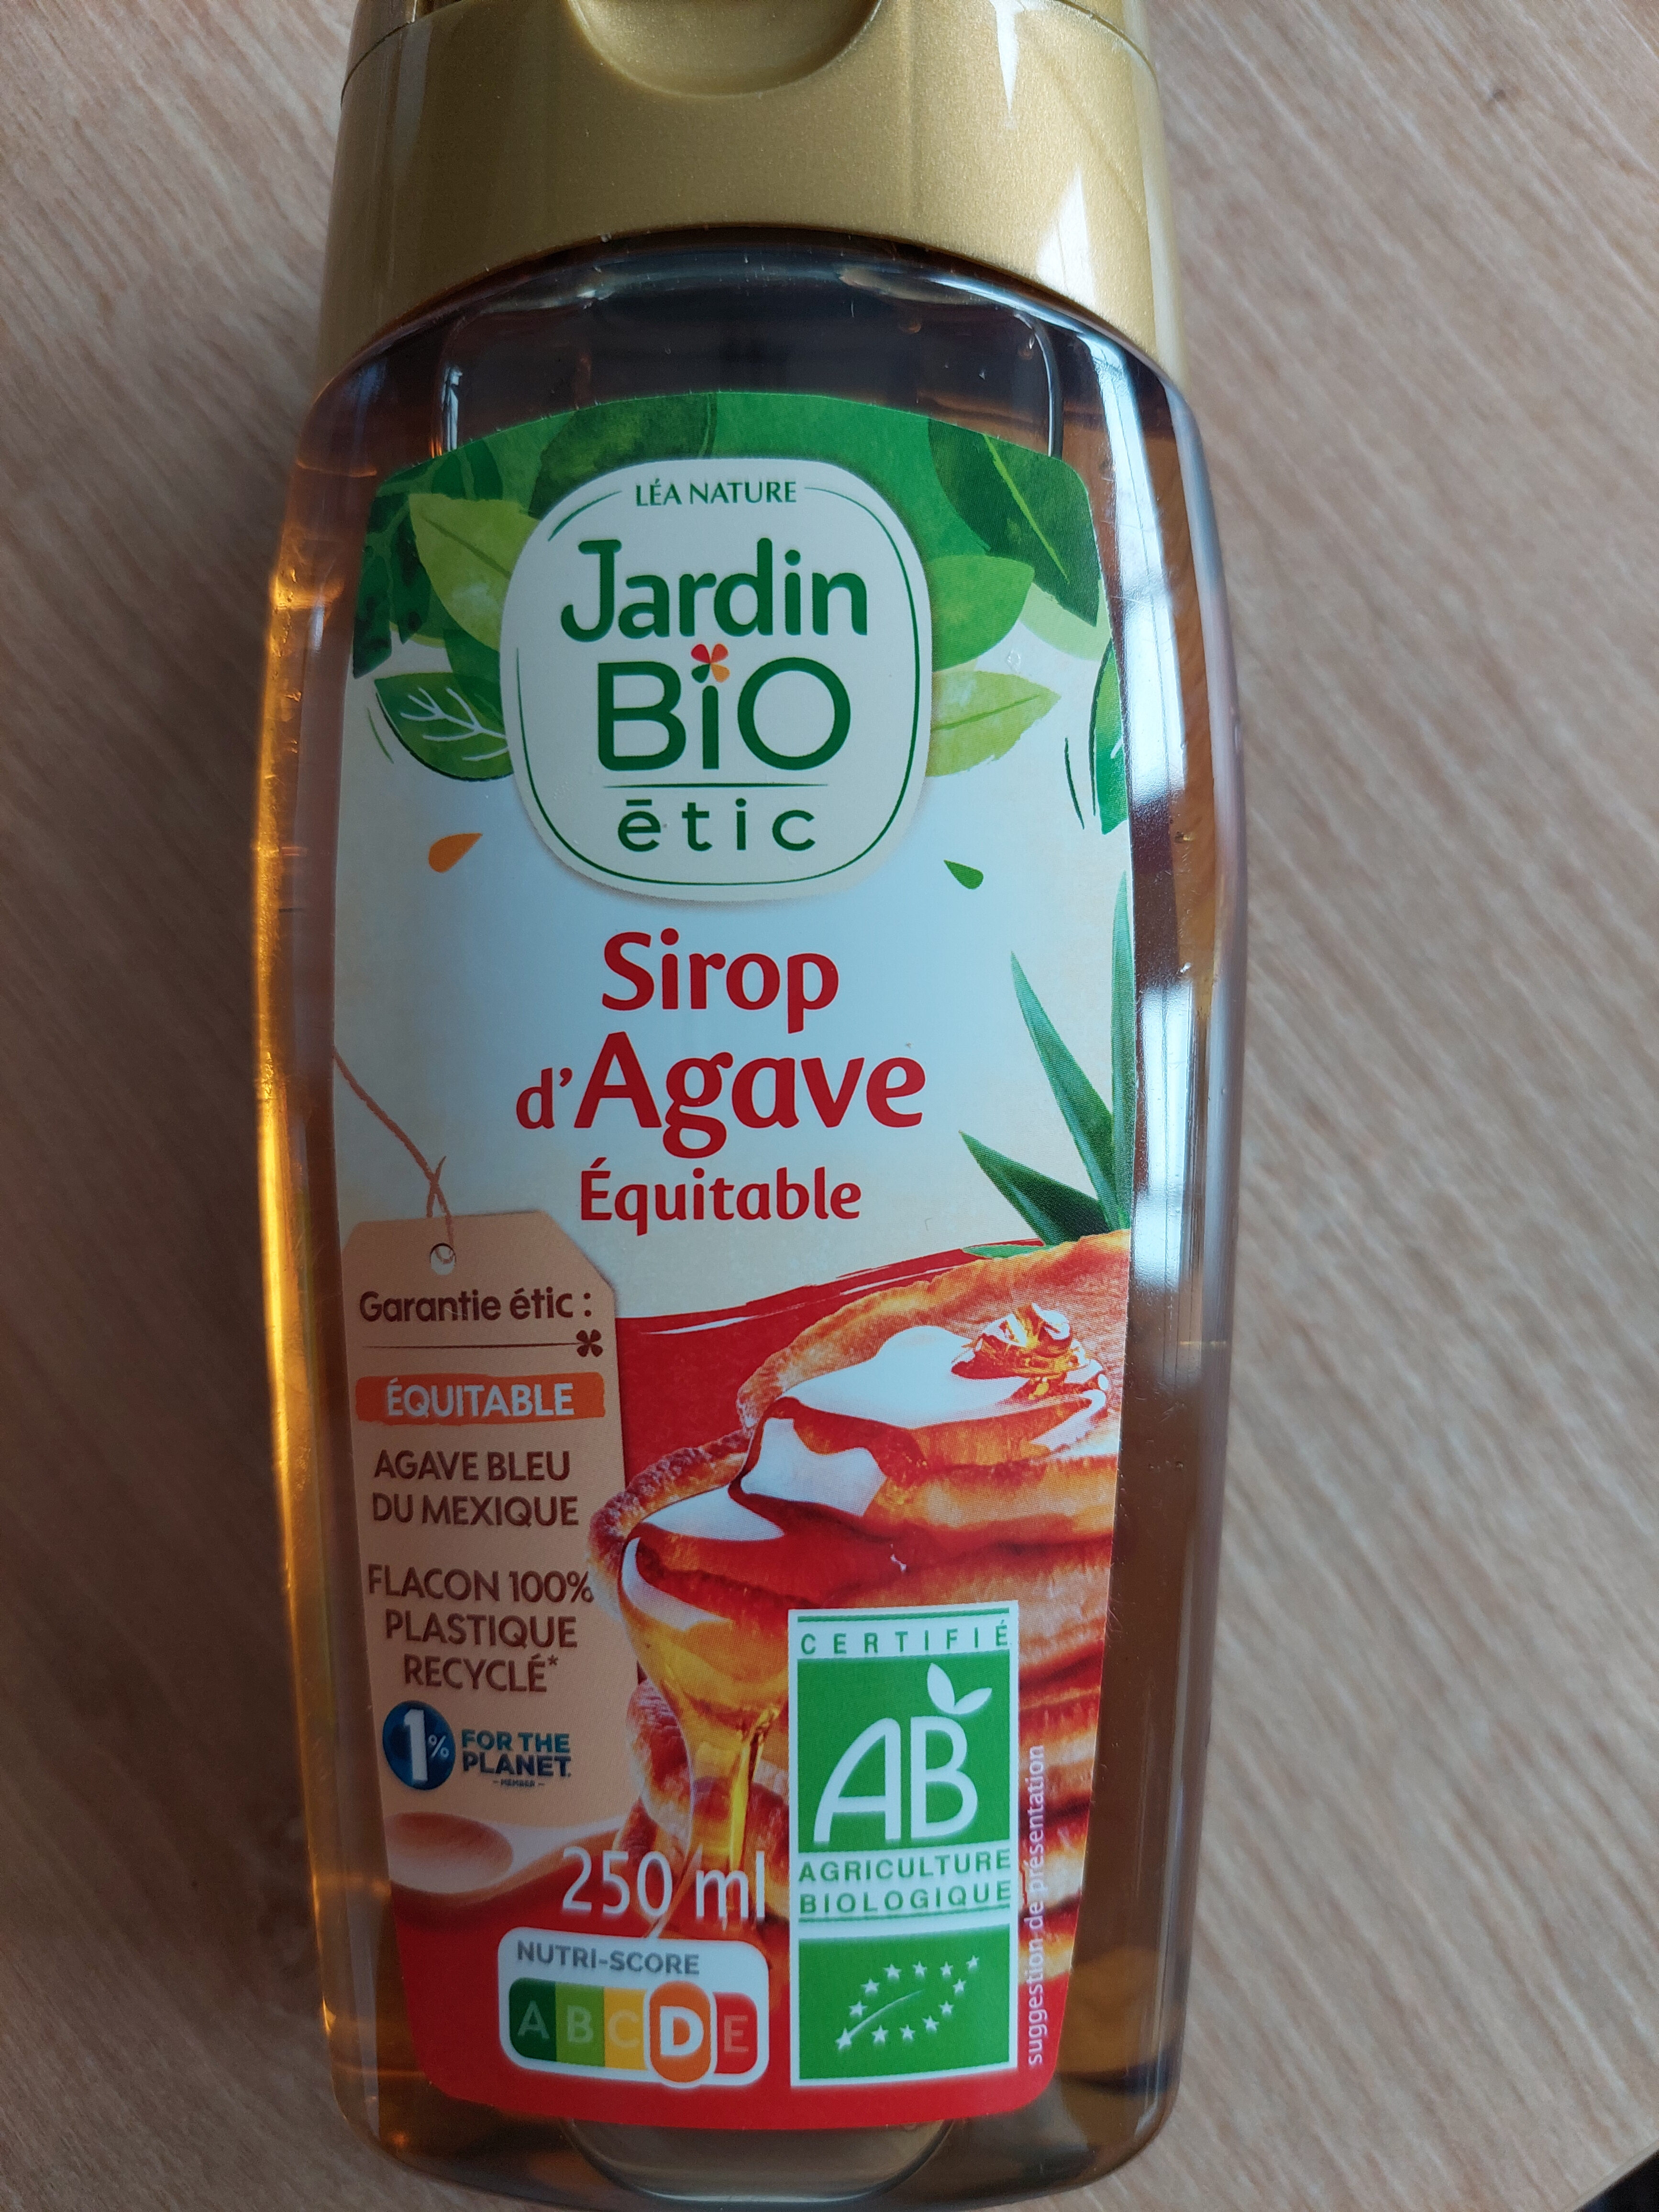 LÉA NATURE
Jardin
BiO
ētic
Sirop
d'Agave
Équitable
Garantie étic :
ÉQUITABLE
AGAVE BLEU
DU MEXIQUE
FLACON 100%
PLASTIQUE
RECYCLÉ*
1% FOR THE
PLANET.
MEMBER
250 ml
NUTRI-SCORE
A B C D E
CERTIFIÉ
AB
AGRICULTURE
BIOLOGIQUE
suggestion de présentation